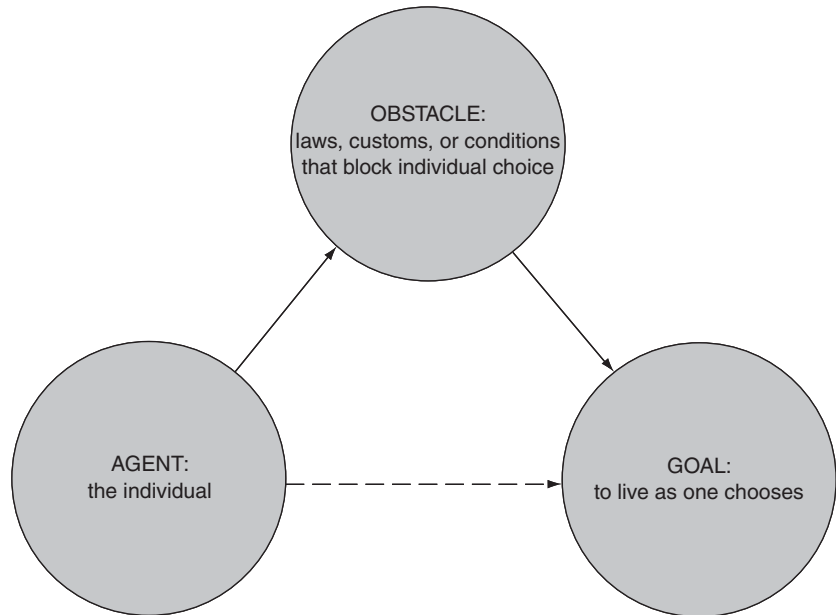 OBSTACLE:
laws, customs, or conditions
that block individual choice
AGENT:
the individual
GOAL:
to live as one chooses